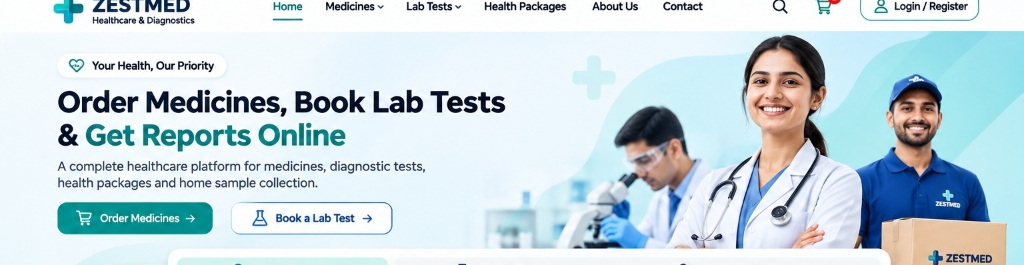 ZESTMED
Healthcare & Diagnostics
Home
Medicines
Lab Tests
Health Packages
About Us
Contact
Login / Register
Your Health, Our Priority
Order Medicines, Book Lab Tests
& Get Reports Online
A complete healthcare platform for medicines, diagnostic tests,
health packages and home sample collection.
Order Medicines →
Book a Lab Test →
ZESTMED
ZESTMED